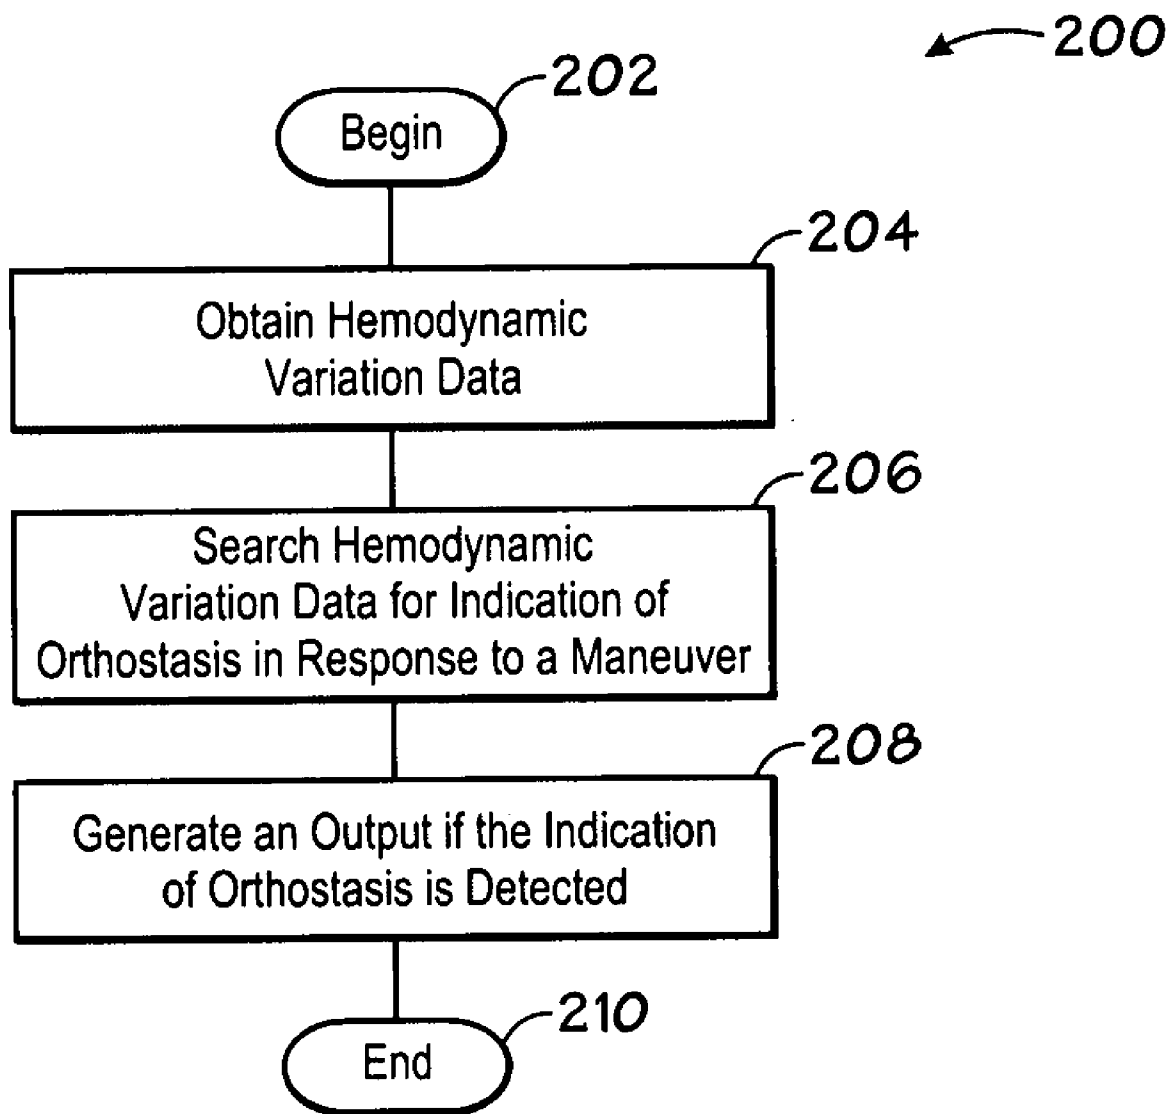 200
202
Begin
204
Obtain Hemodynamic
Variation Data
206
Search Hemodynamic
Variation Data for Indication of
Orthostasis in Response to a Maneuver
208
Generate an Output if the Indication
of Orthostasis is Detected
210
End